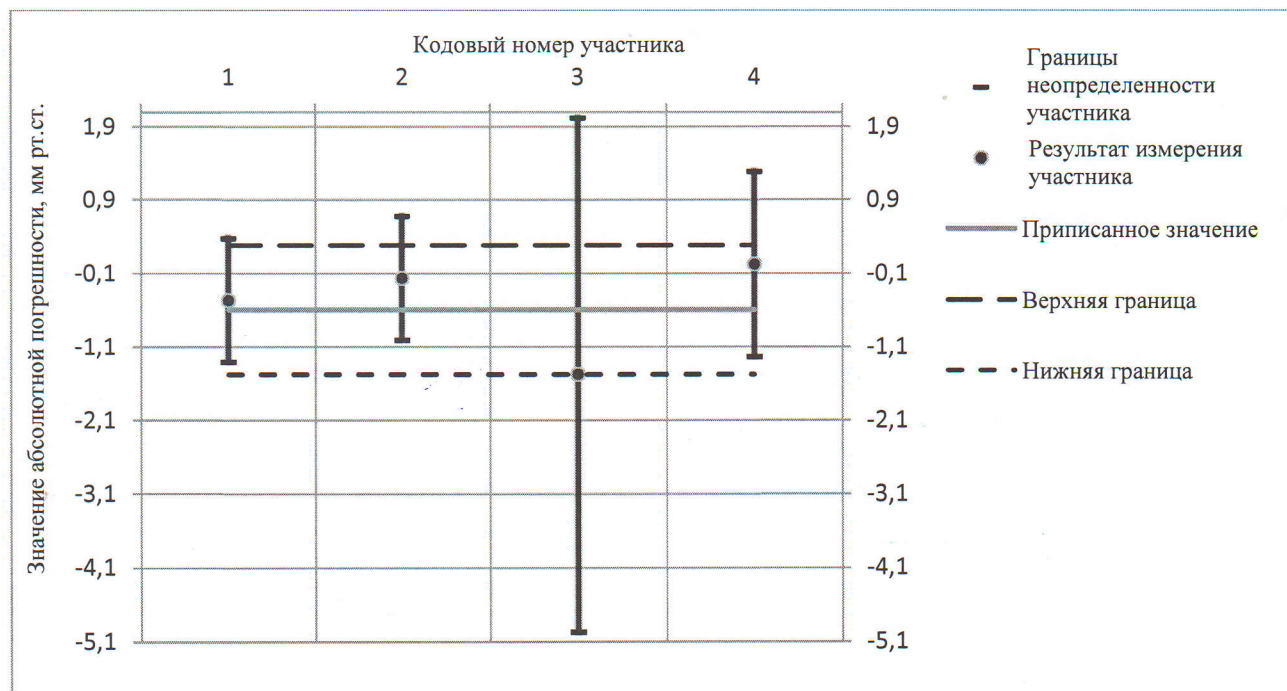 Кодовый номер участника
1 2 3 4
Значение абсолютной погрешности, мм рт.ст.
1,9
0,9
-0,1
-1,1
-2,1
-3,1
-4,1
-5,1
1,9
0,9
-0,1
-1,1
-2,1
-3,1
-4,1
-5,1
Границы
неопределенности
участника
Результат измерения
участника
Приписанное значение
Верхняя граница
Нижняя граница